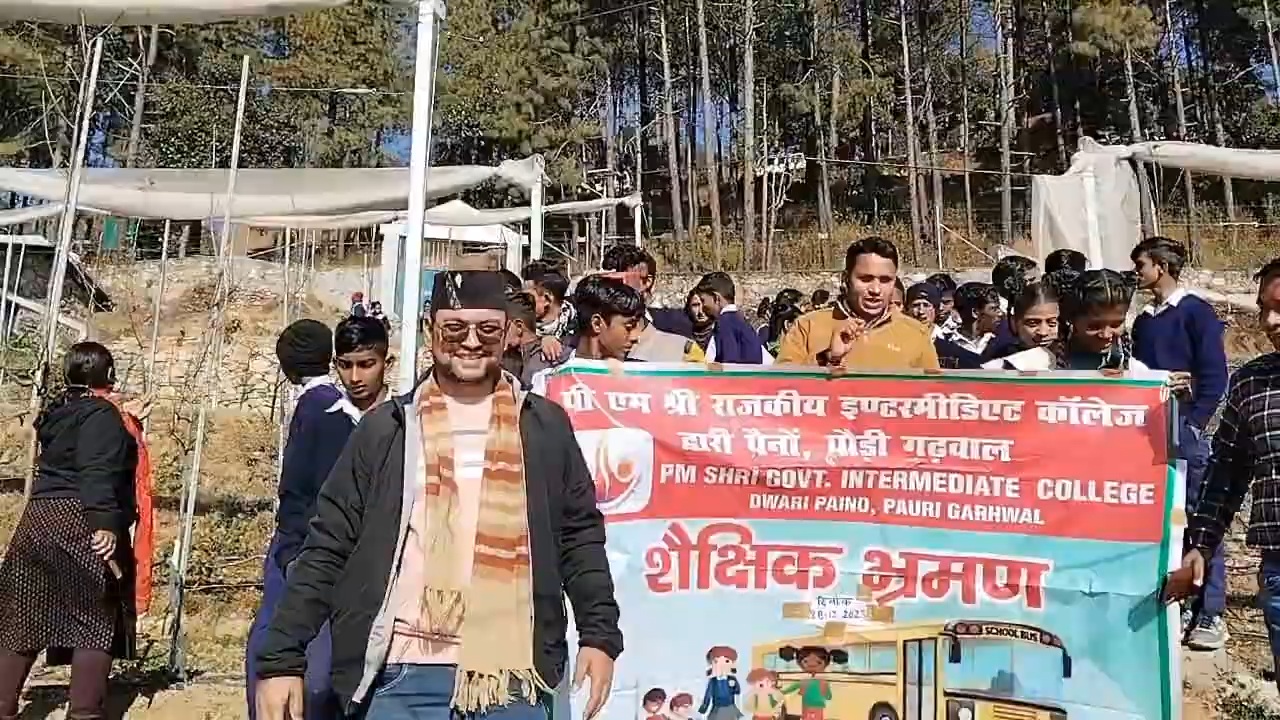 पी एम श्री राजकीय इण्टरमीडिएट कॉलेज
द्वारी पैनों, पौड़ी गढ़वाल
PM SHRI GOVT. INTERMEDIATE COLLEGE
DWARI PAINO, PAURI GARHWAL
शैक्षिक भ्रमण
दिनांक
SCHOOL BUS